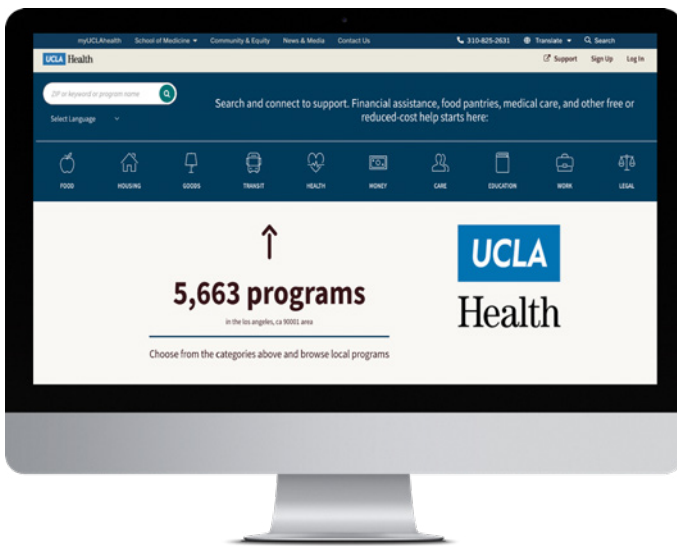 myUCLAhealth School of Medicine Community & Equity News & Media Contact Us 310-825-2631 Translate Search
UCLA Health Support Sign Up Log In
ZIP or keyword or program name
Select Language
Search and connect to support. Financial assistance, food pantries, medical care, and other free or
reduced-cost help starts here:
FOOD HOUSING GOODS TRANSIT HEALTH MONEY CARE EDUCATION WORK LEGAL
5,663 programs
in the los angeles, ca 90001 area
Choose from the categories above and browse local programs
UCLA
Health